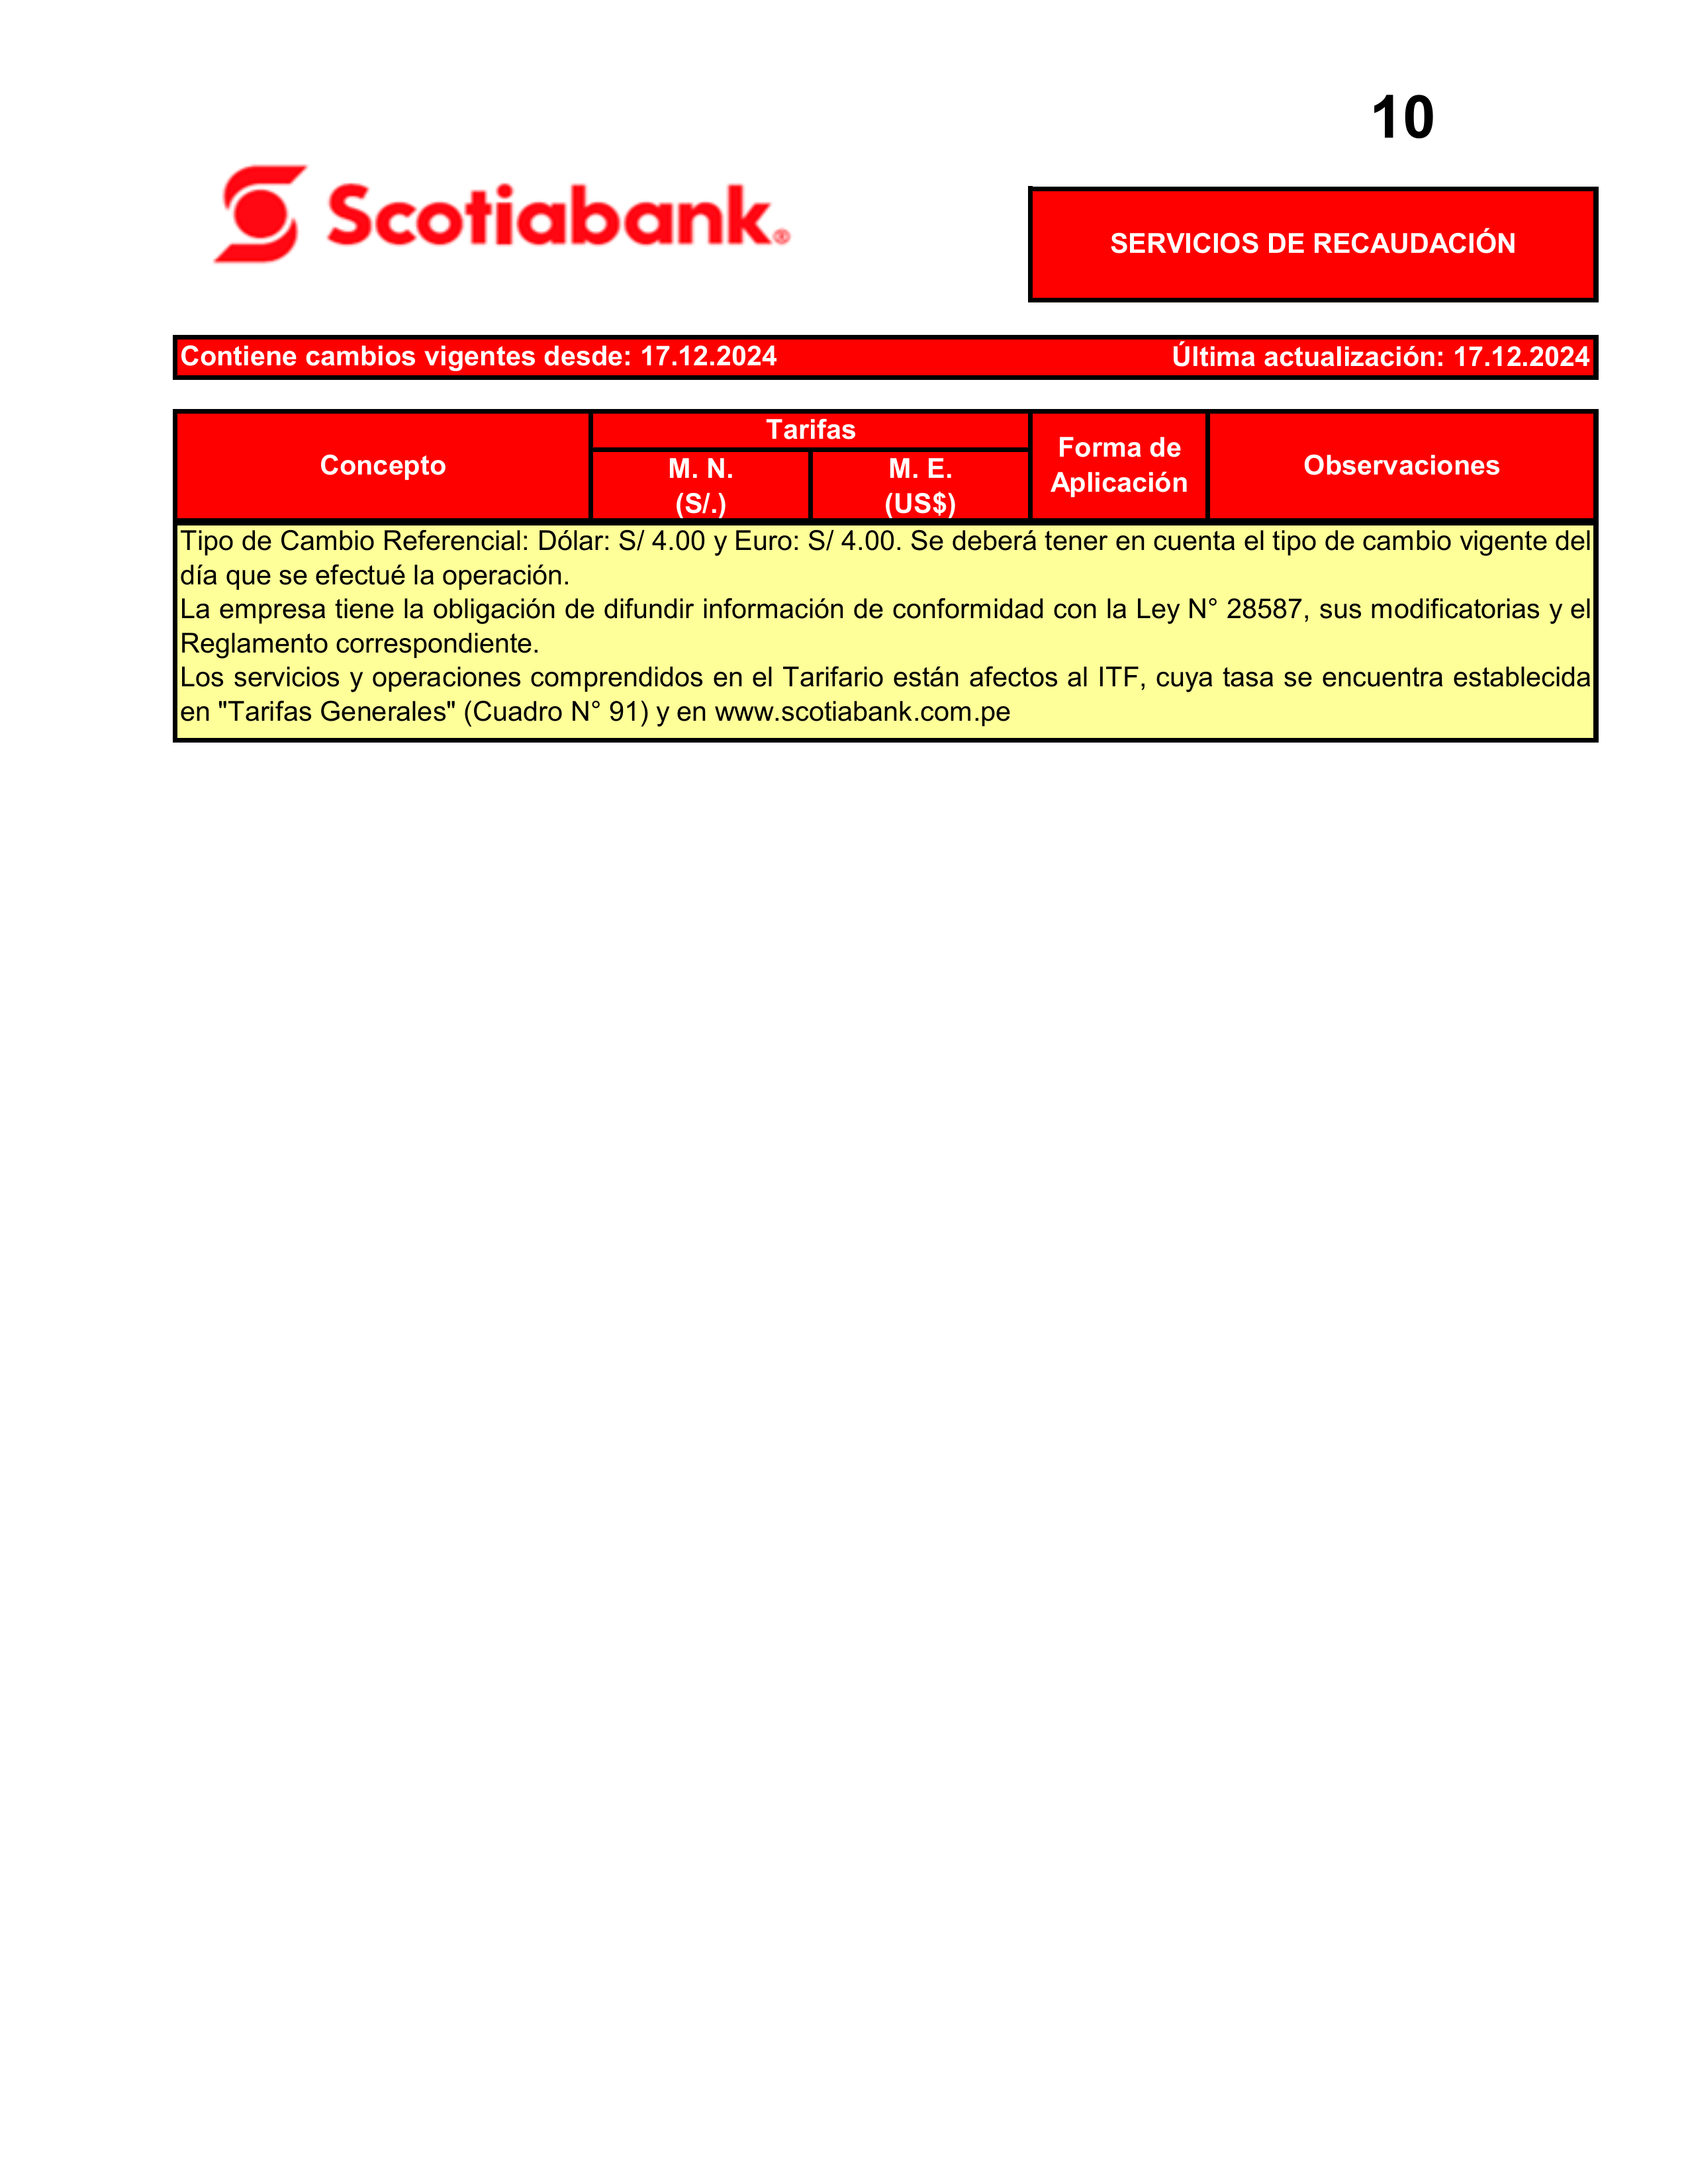 10
Scotiabank®
SERVICIOS DE RECAUDACIÓN
Contiene cambios vigentes desde: 17.12.2024 Última actualización: 17.12.2024
Concepto
Tarifas
M. N.
(S/.)
M. E.
(US$)
Forma de
Aplicación
Observaciones
Tipo de Cambio Referencial: Dólar: S/ 4.00 y Euro: S/ 4.00. Se deberá tener en cuenta el tipo de cambio vigente del
día que se efectué la operación.
La empresa tiene la obligación de difundir información de conformidad con la Ley N° 28587, sus modificatorias y el
Reglamento correspondiente.
Los servicios y operaciones comprendidos en el Tarifario están afectos al ITF, cuya tasa se encuentra establecida
en "Tarifas Generales" (Cuadro N° 91) y en www.scotiabank.com.pe